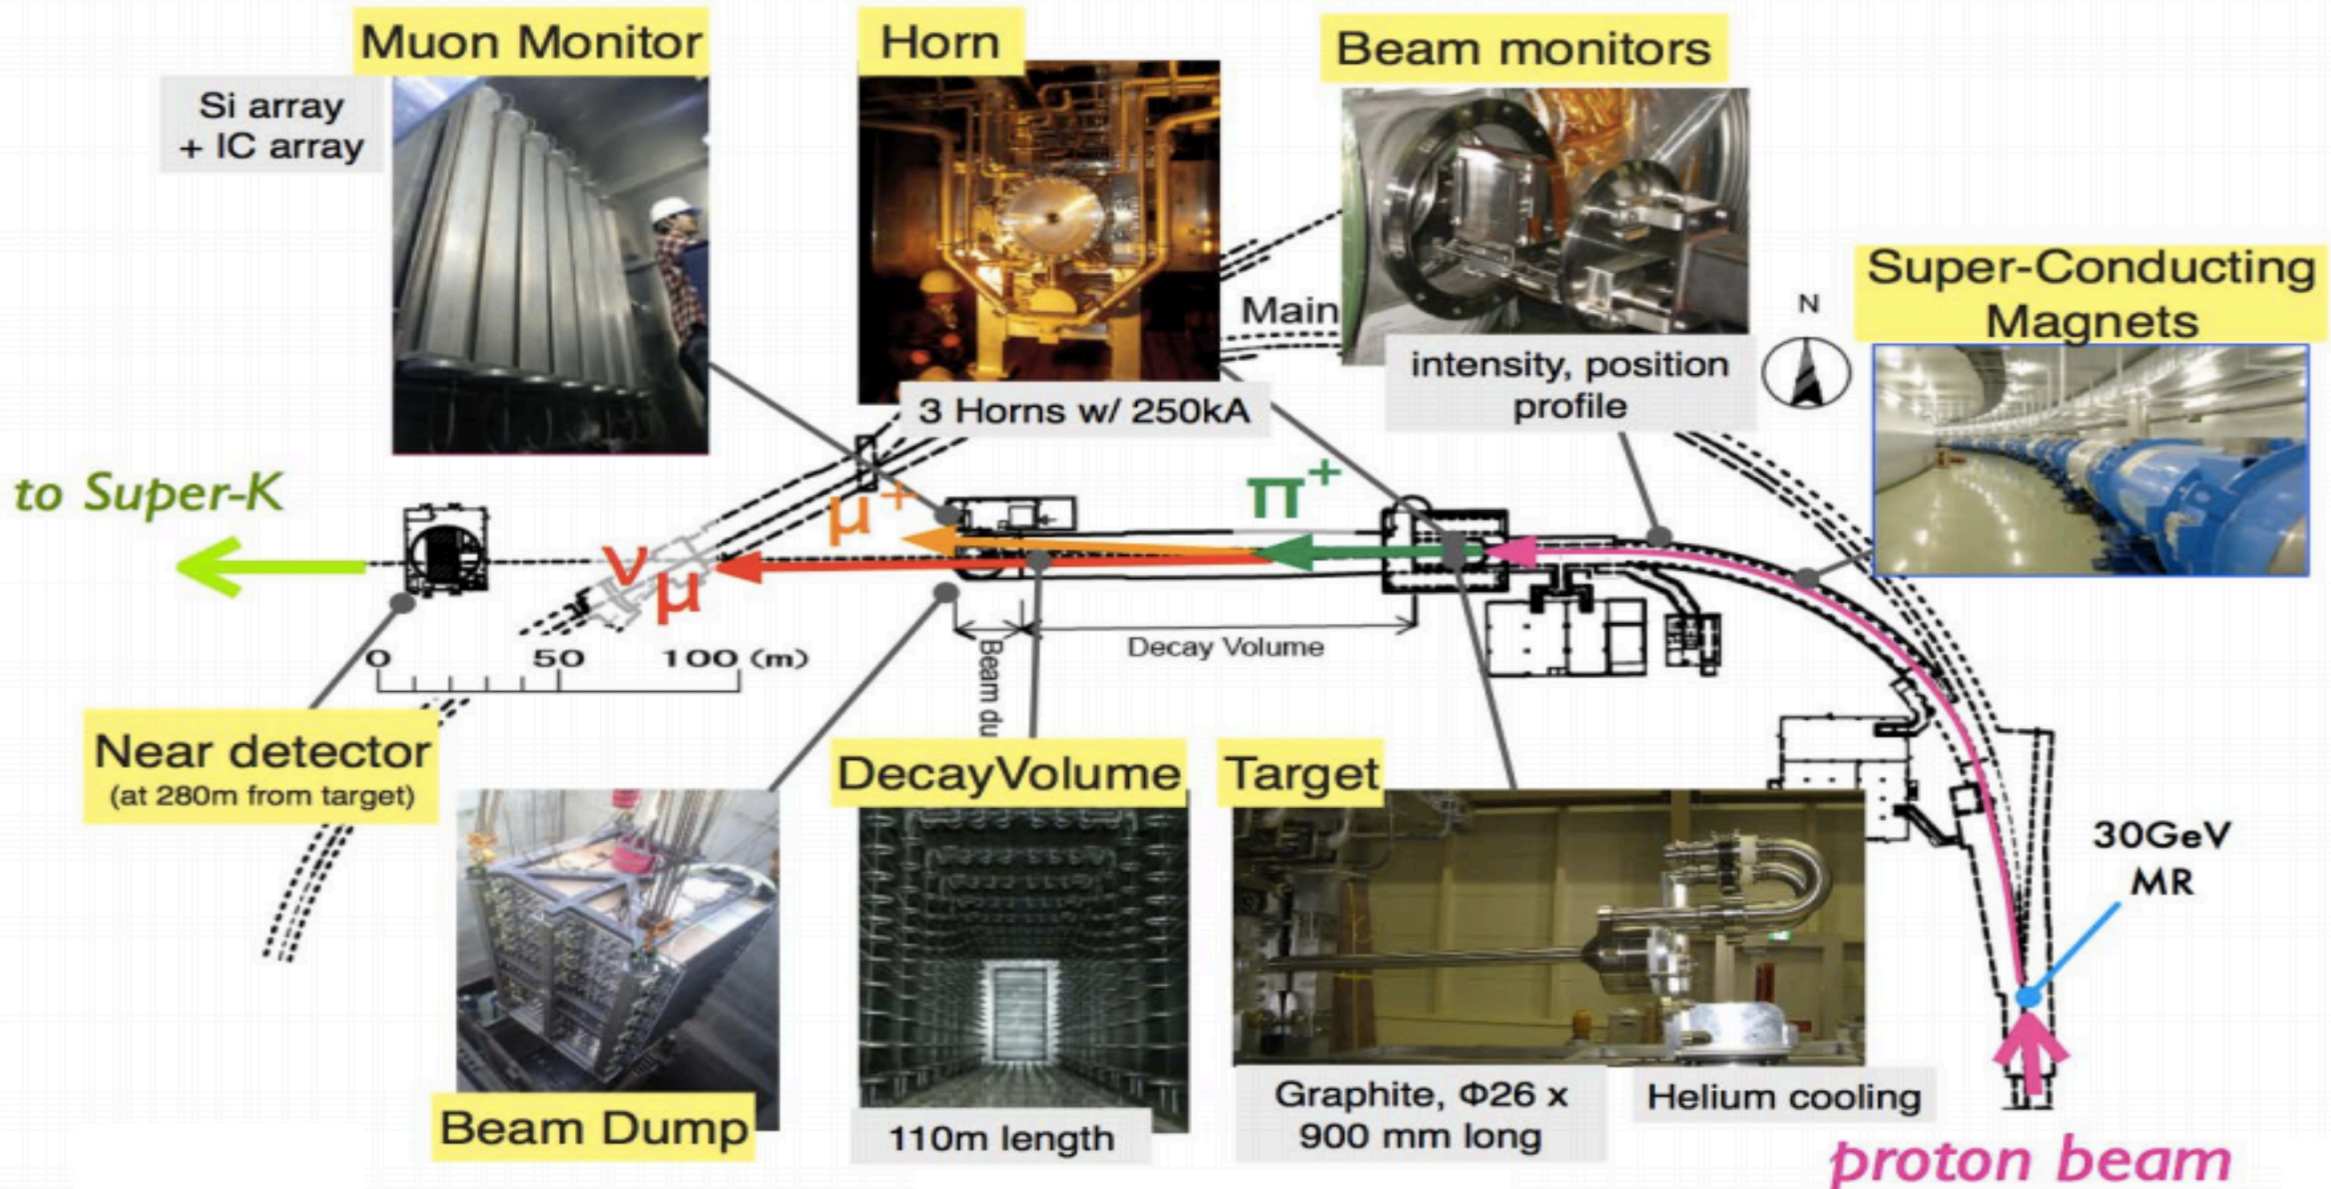 Muon Monitor
Si array
+ IC array
Horn
3 Horns w/ 250kA
Beam monitors
intensity, position
profile
Main
N
Super-Conducting
Magnets
to Super-K
μ+
π+
νμ
0 50 100 (m)
Beam du
Decay Volume
Near detector
(at 280m from target)
Beam Dump
DecayVolume
110m length
Target
Graphite, Φ26 x
900 mm long
Helium cooling
30GeV
MR
proton beam